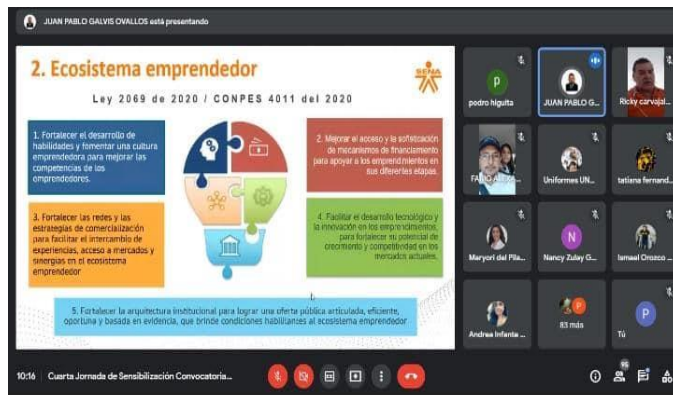 JUAN PABLO GALVIS OVALLOS está presentando
2. Ecosistema emprendedor
SENA
Ley 2069 de 2020 / CONPES 4011 del 2020
1. Fortalecer el desarrollo de
habilidades y fomentar una cultura
emprendedora para mejorar las
competencias de los
emprendedores.
2. Mejorar el acceso y la sofisticación
de mecanismos de financiamiento
para apoyar a los emprendimientos en
sus diferentes etapas.
3. Fortalecer las redes y las
estrategias de comercialización
para facilitar el intercambio de
experiencias, acceso a mercados y
sinergias en el ecosistema
emprendedor
4. Facilitar el desarrollo tecnológico y
la innovación en los emprendimientos,
para fortalecer su potencial de
crecimiento y competitividad en los
mercados actuales.
5. Fortalecer la arquitectura institucional para lograr una oferta pública articulada, eficiente,
oportuna y basada en evidencia, que brinde condiciones habilitantes al ecosistema emprendedor
P
podro higuita
JUAN PABLO G...
Ricky carvajal...
Uniformes UN...
tatiana fernand...
Maryori del Pila...
N
Nancy Zulay G...
Ismael Orozco ...
Andrea Infante ...
P
83 más
P
Tú
10:16
Cuarta Jornada de Sensibilización Convocatoria...